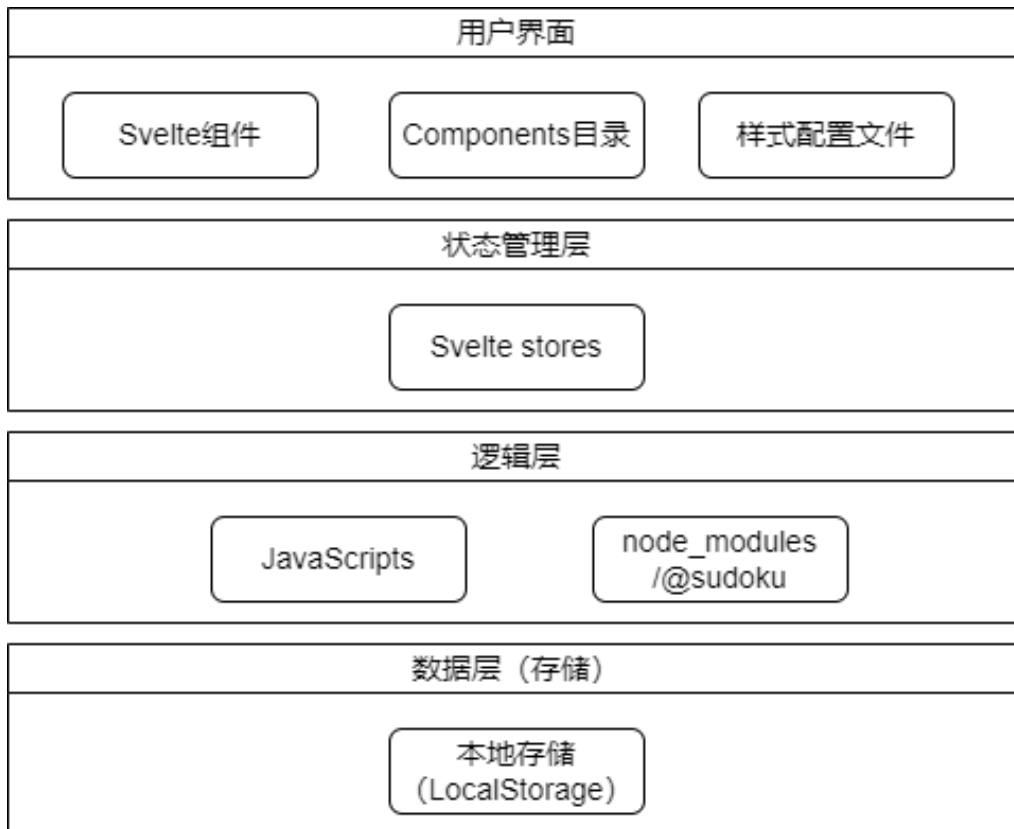 用户界面
Svelte组件
Components目录
样式配置文件
状态管理层
Svelte stores
逻辑层
JavaScripts
node_modules
/@sudoku
数据层（存储）
本地存储
（LocalStorage）